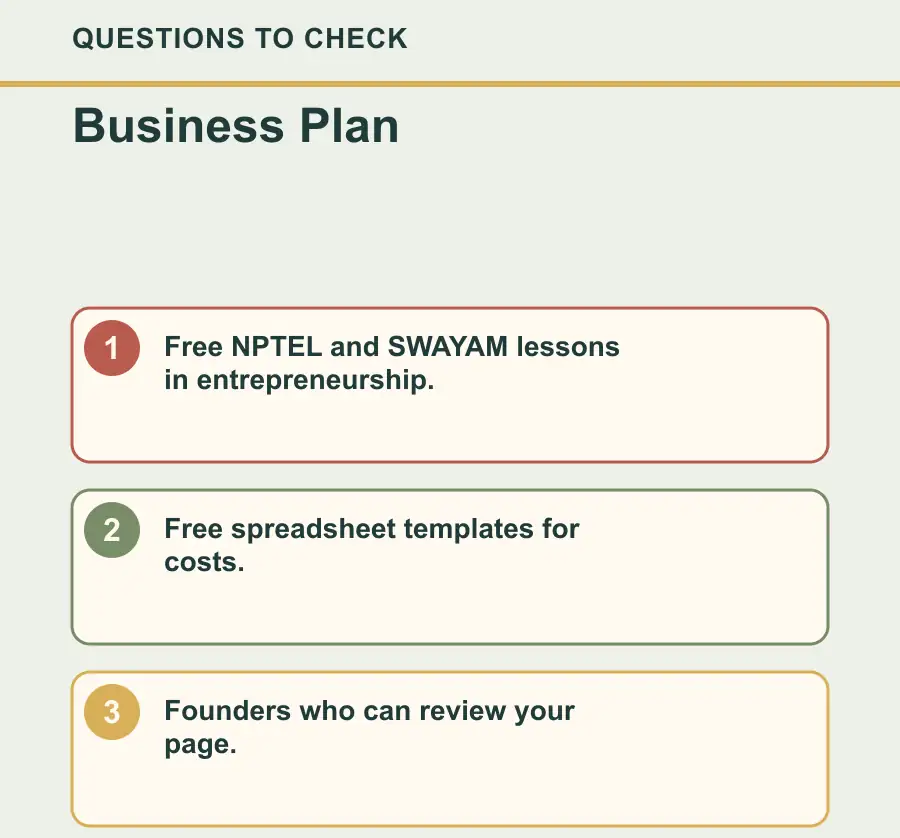 QUESTIONS TO CHECK
Business Plan
1
Free NPTEL and SWAYAM lessons
in entrepreneurship.
2
Free spreadsheet templates for
costs.
3
Founders who can review your
page.